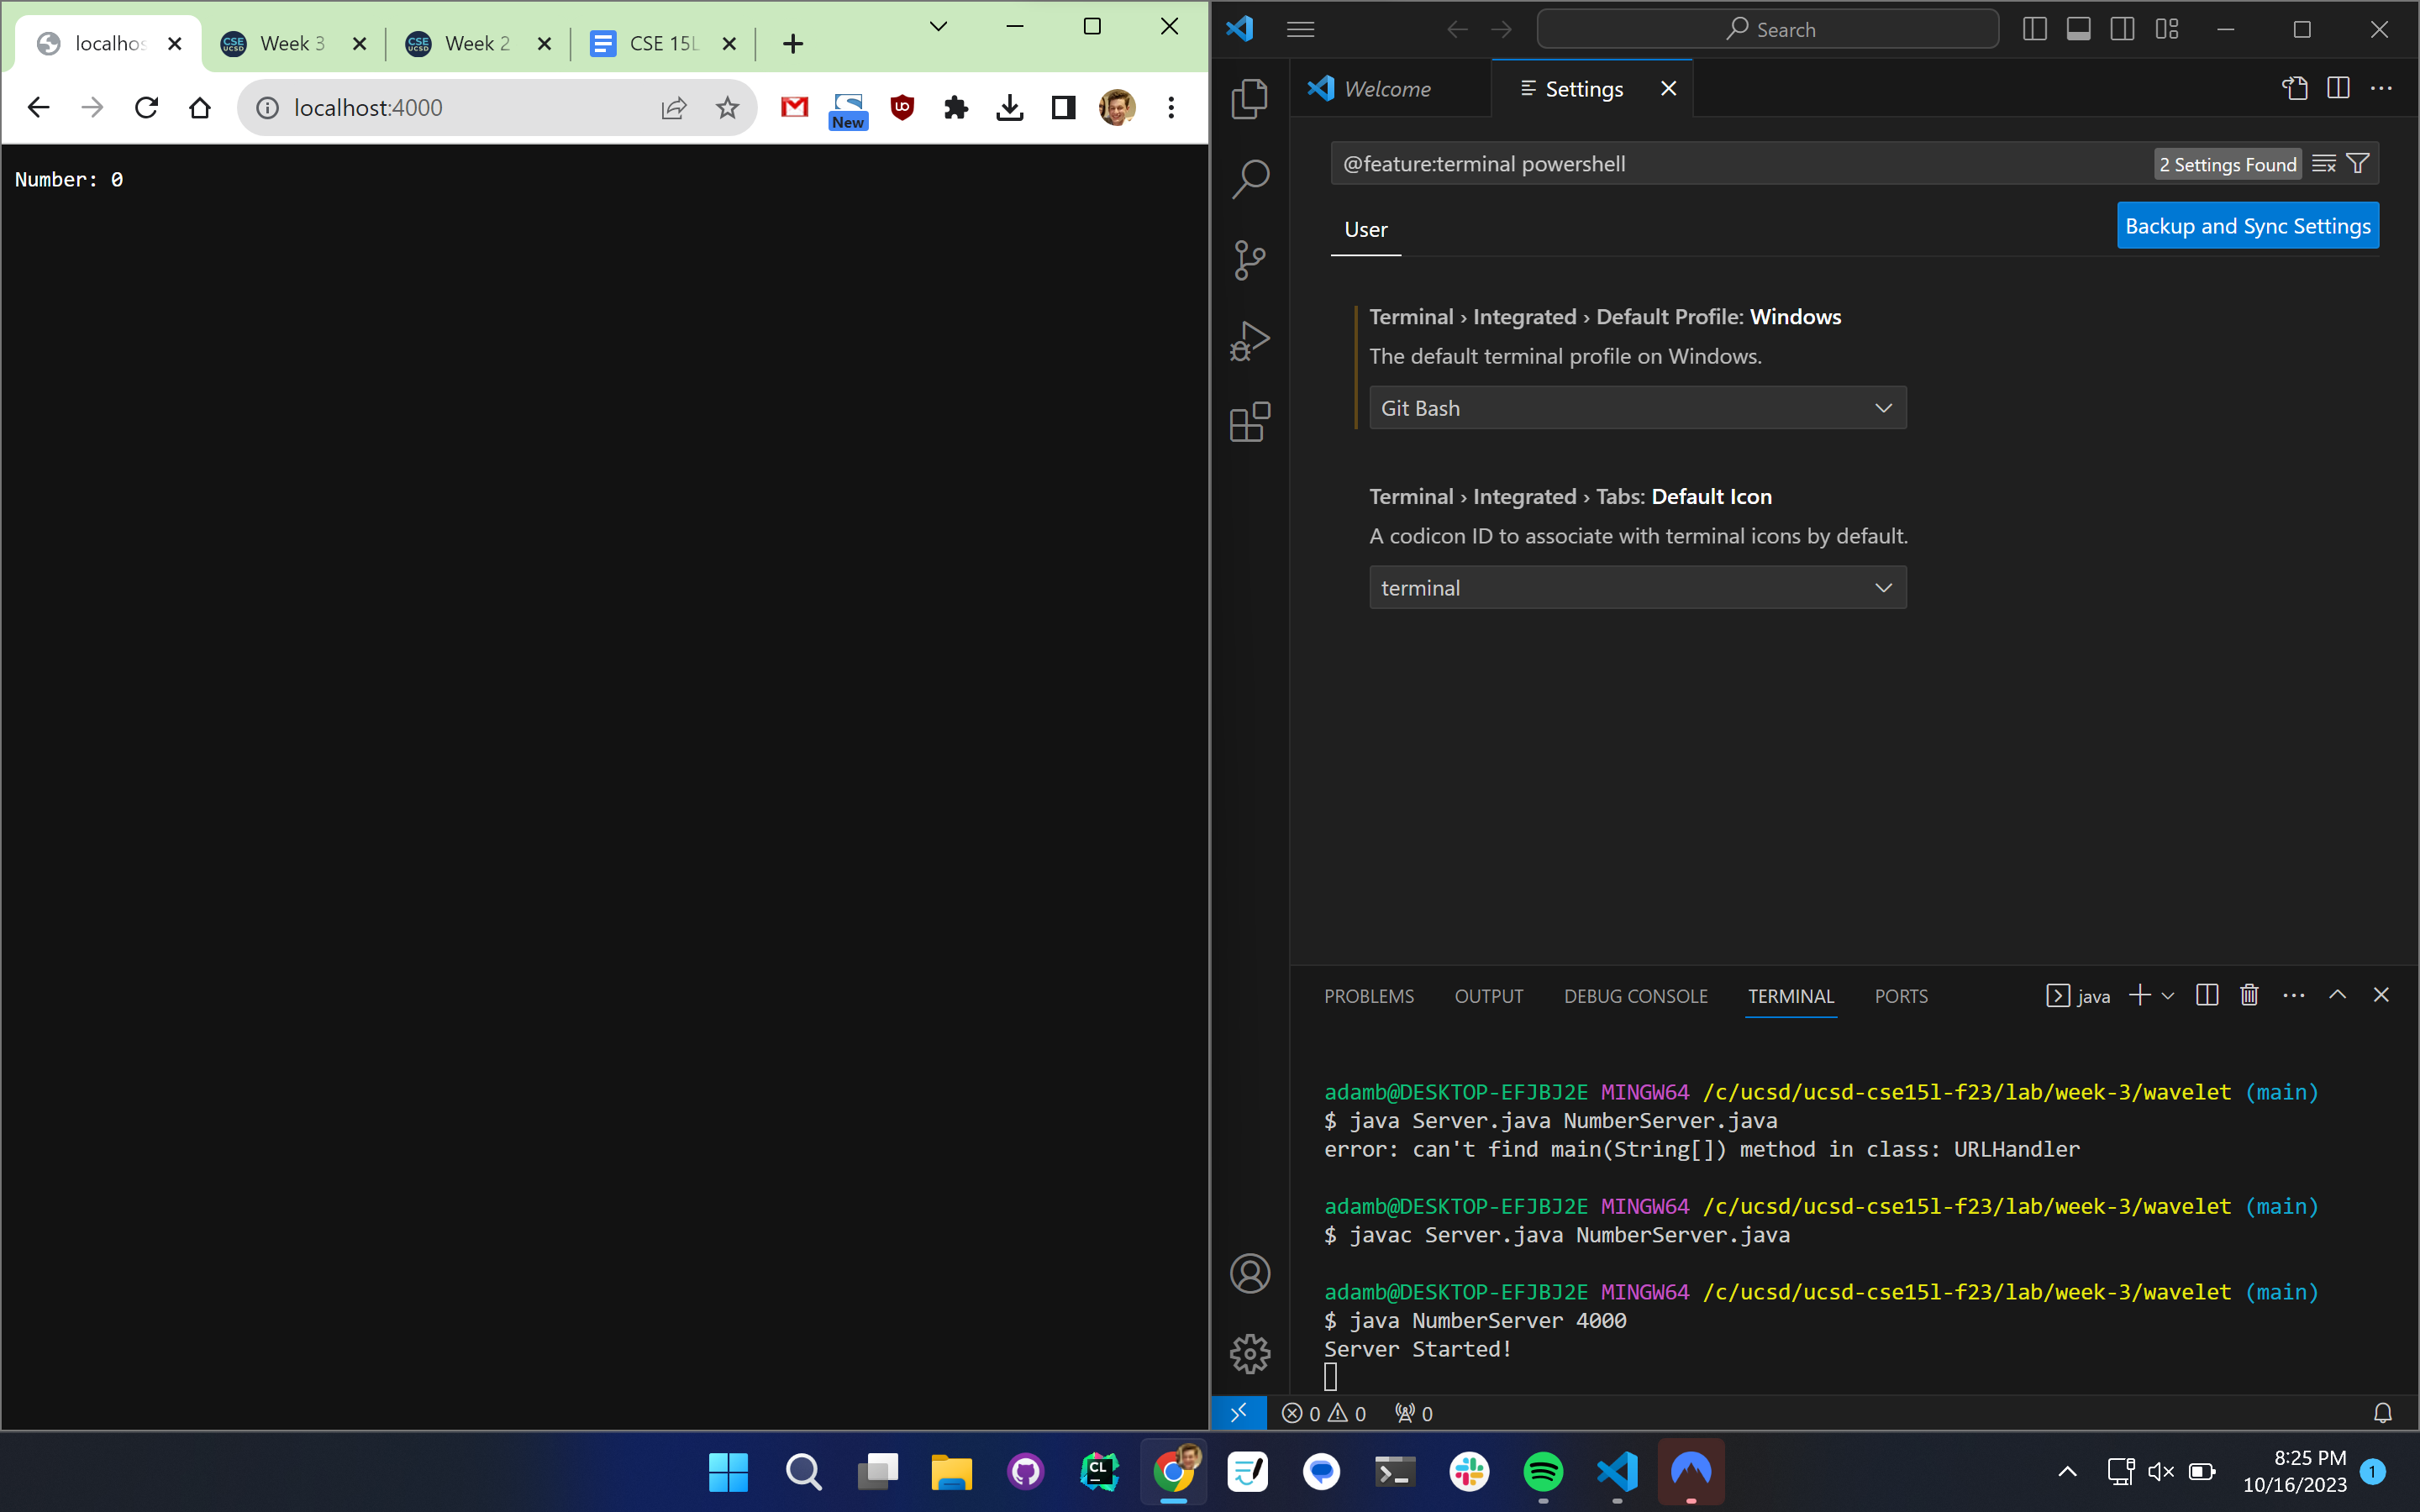 localhos
CSE UCSD
Week 3
CSE UCSD
Week 2
CSE 15L
localhost:4000
New
Number: 0
Search
Welcome
Settings
@feature:terminal powershell
2 Settings Found
User
Backup and Sync Settings
Terminal › Integrated › Default Profile: Windows
The default terminal profile on Windows.
Git Bash
Terminal › Integrated › Tabs: Default Icon
A codicon ID to associate with terminal icons by default.
terminal
PROBLEMS OUTPUT DEBUG CONSOLE TERMINAL PORTS
java
adamb@DESKTOP-EFJBJ2E MINGW64 /c/ucsd/ucsd-cse15l-f23/lab/week-3/wavelet (main)
$ java Server.java NumberServer.java
error: can't find main(String[]) method in class: URLHandler
adamb@DESKTOP-EFJBJ2E MINGW64 /c/ucsd/ucsd-cse15l-f23/lab/week-3/wavelet (main)
$ javac Server.java NumberServer.java
adamb@DESKTOP-EFJBJ2E MINGW64 /c/ucsd/ucsd-cse15l-f23/lab/week-3/wavelet (main)
$ java NumberServer 4000
Server Started!
0 0 0
CL
8:25 PM
10/16/2023
1